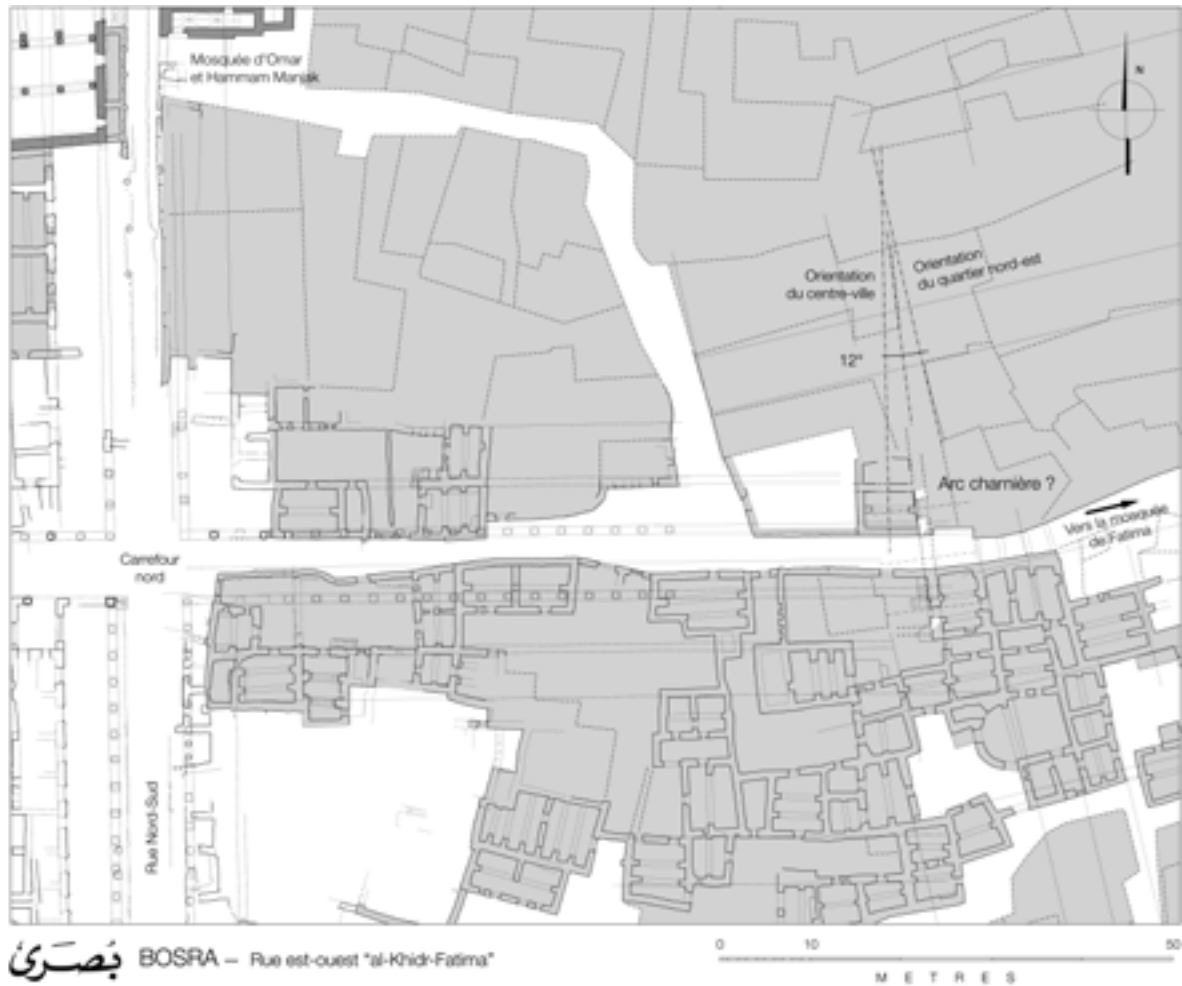 Mosquée d'Omar
et Hammam Manjak
N
Orientation
du centre-ville
Orientation
du quartier nord-est
12°
Arc charnière ?
Vers la mosquée
de Fatima
Carrefour
nord
Rue Nord-Sud
بُصرَى BOSRA – Rue est-ouest "al-Khidr-Fatima"
0 10 50
METRES